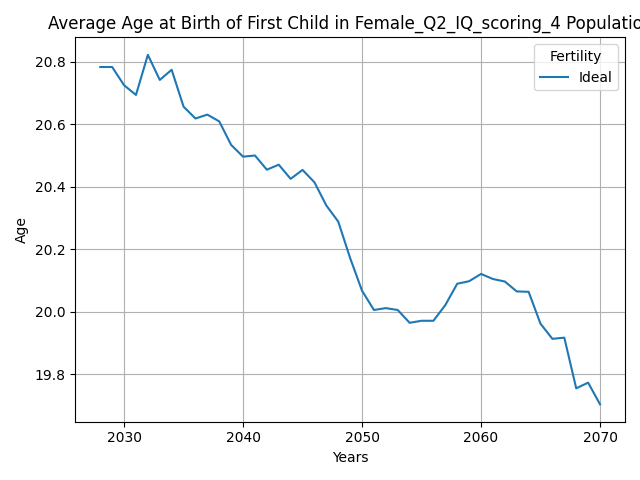 Average Age at Birth of First Child in Female_Q2_IQ_scoring_4 Populatio
Fertility
Ideal
Age
20.8
20.6
20.4
20.2
20.0
19.8
2030 2040 2050 2060 2070
Years